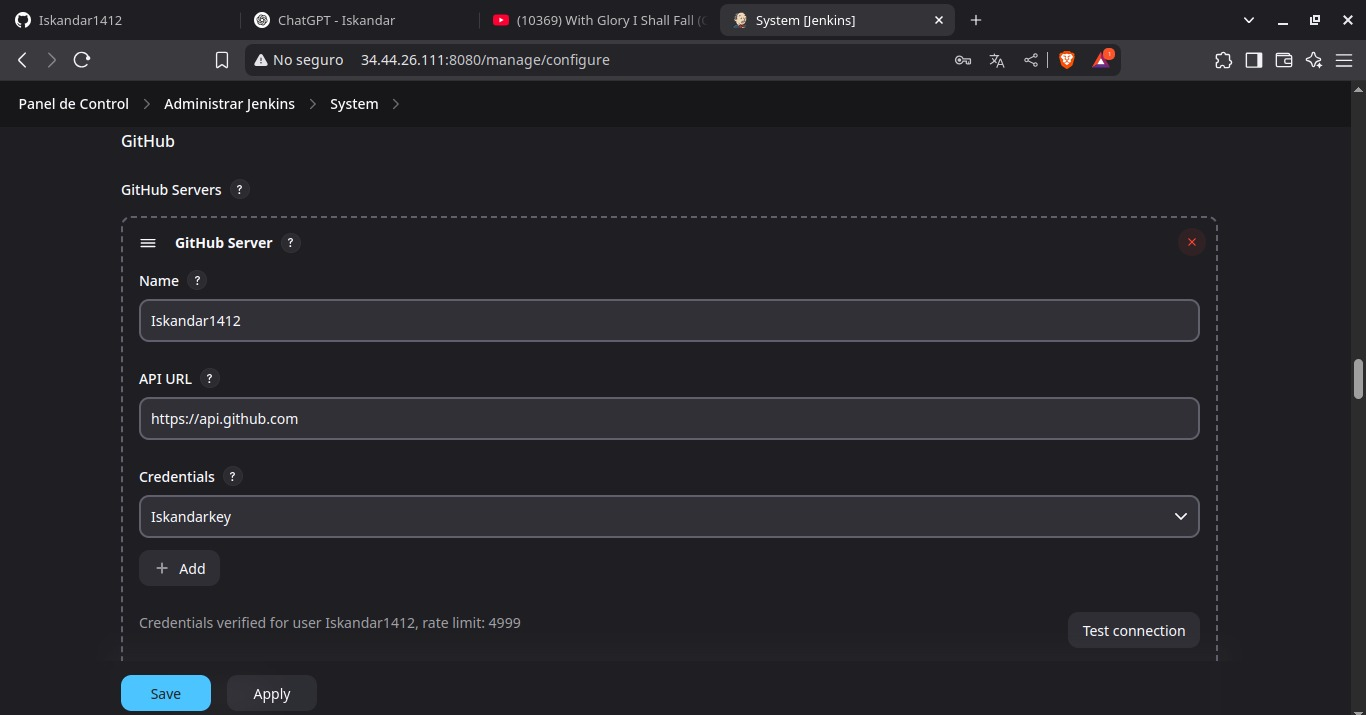 Iskandar1412
ChatGPT - Iskandar
(10369) With Glory I Shall Fall (
System [Jenkins]
No seguro 34.44.26.111:8080/manage/configure
Panel de Control > Administrar Jenkins > System >
GitHub
GitHub Servers ?
GitHub Server ?
Name ?
Iskandar1412
API URL ?
https://api.github.com
Credentials ?
Iskandarkey
+ Add
Credentials verified for user Iskandar1412, rate limit: 4999
Test connection
Save Apply